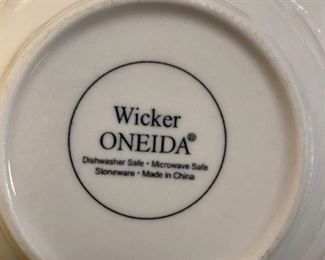 Wicker
ONEIDA®
Dishwasher Safe • Microwave Safe
Stoneware • Made in China